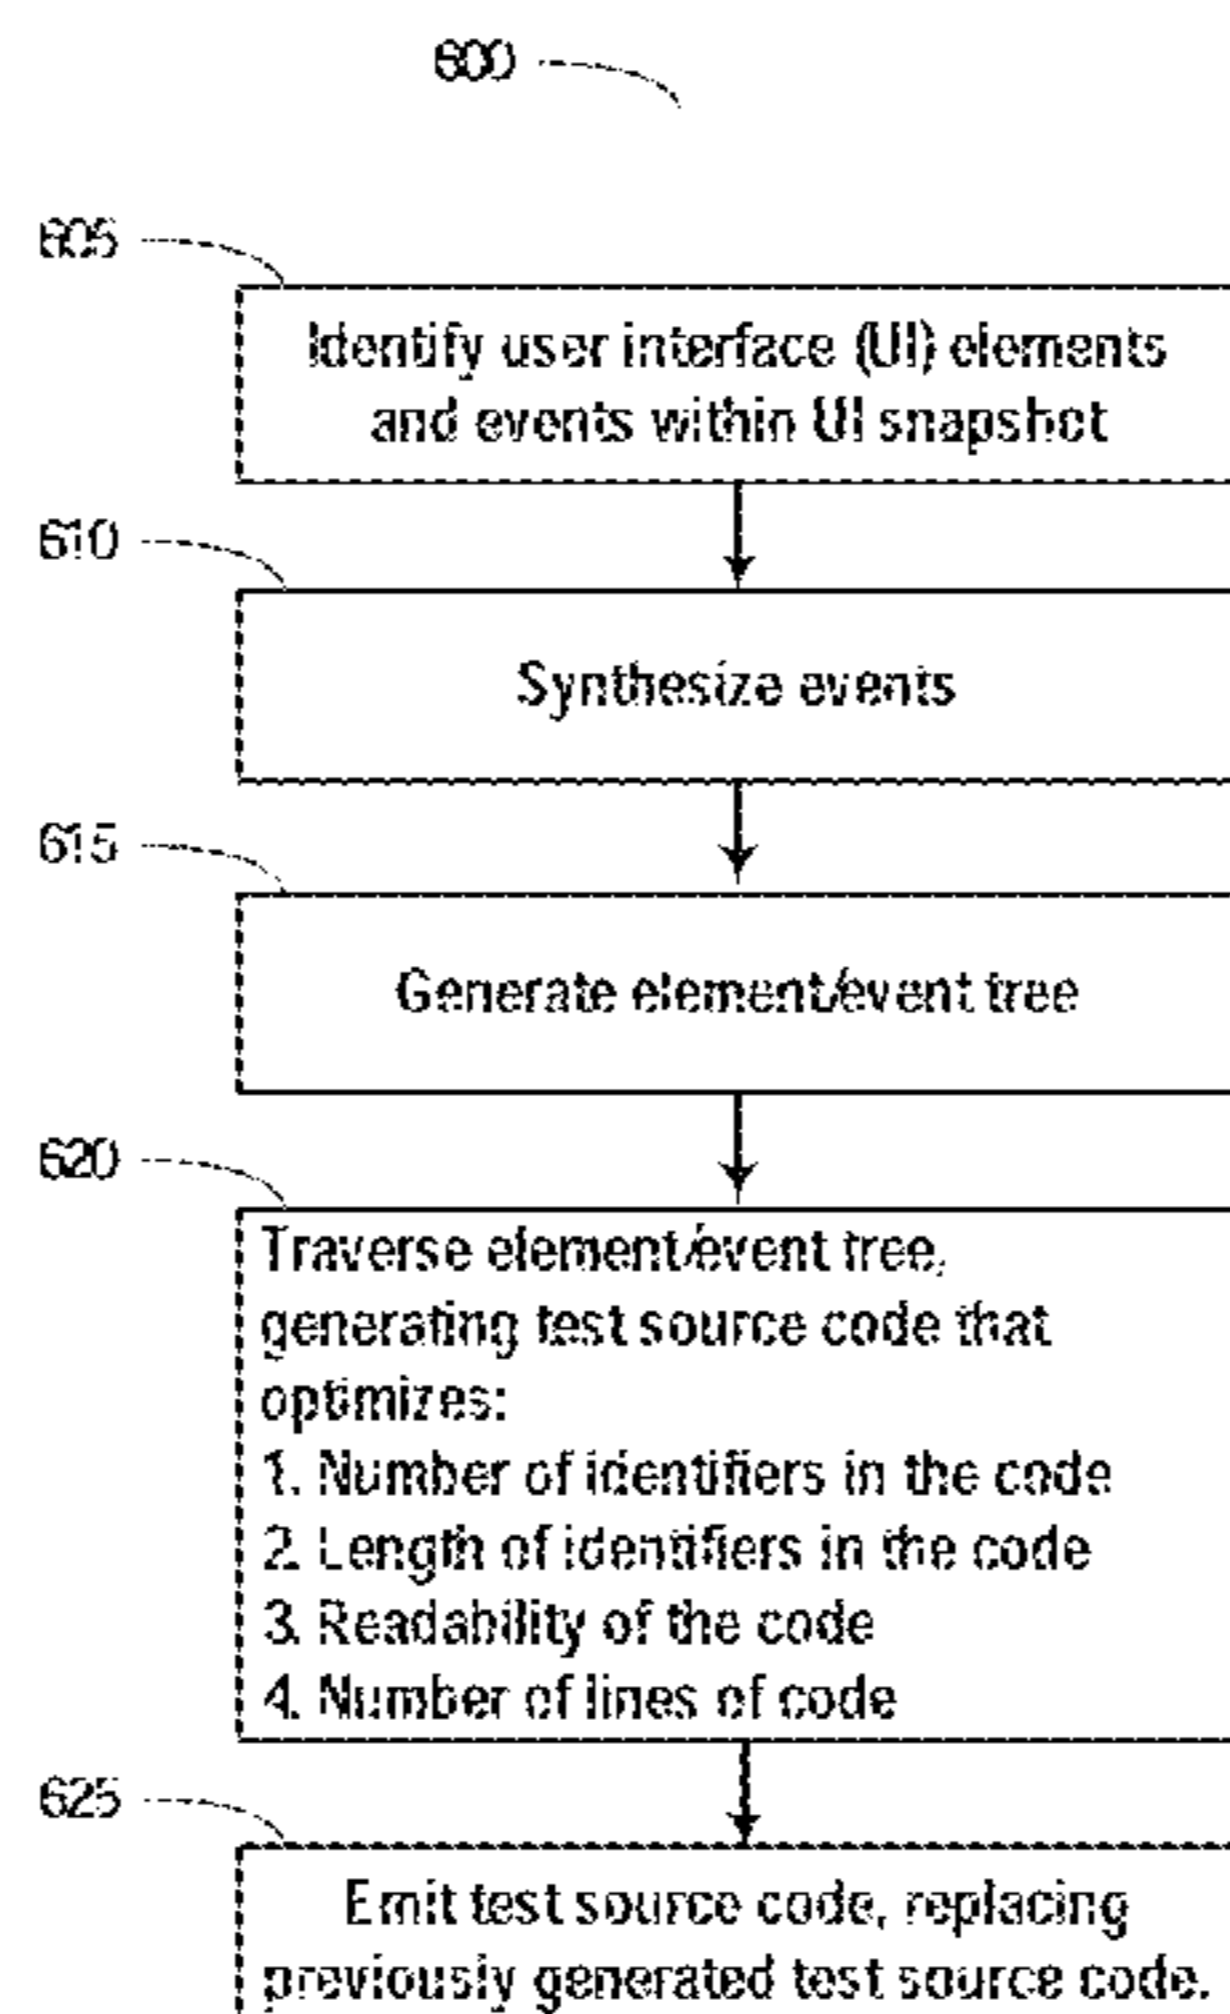 600
605
Identify user interface (UI) elements
and events within UI snapshot
610
Synthesize events
615
Generate element/event tree
620
Traverse element/event tree,
generating test source code that
optimizes:
1. Number of identifiers in the code
2. Length of identifiers in the code
3. Readability of the code
4. Number of lines of code
625
Emit test source code, replacing
previously generated test source code.